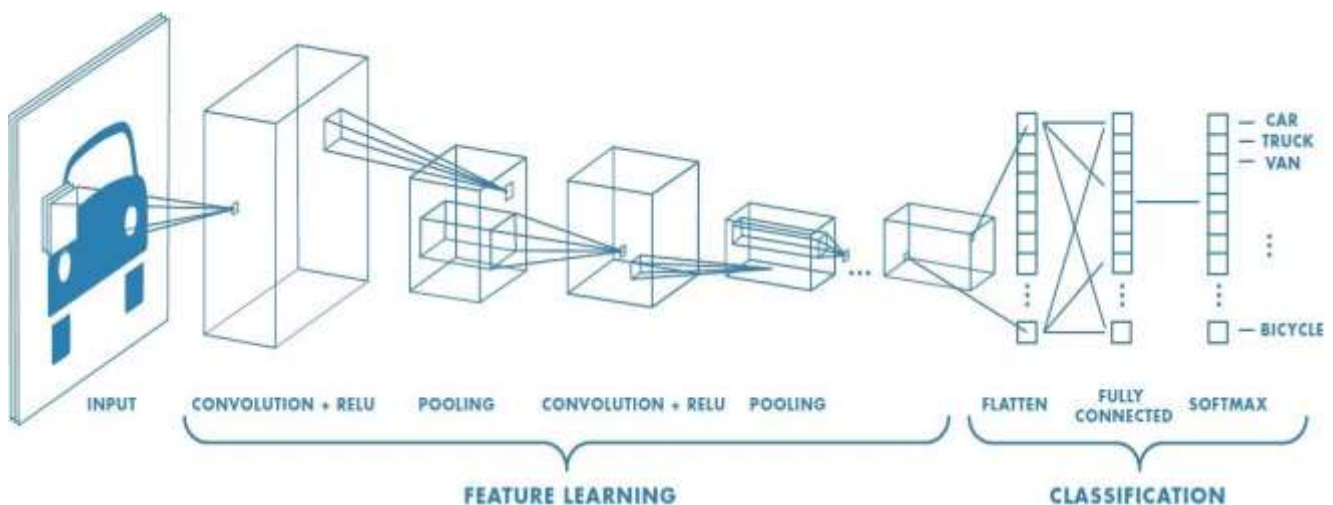 CAR
TRUCK
VAN
BICYCLE
INPUT
CONVOLUTION + RELU
POOLING
CONVOLUTION + RELU
POOLING
FLATTEN
FULLY
CONNECTED
SOFTMAX
FEATURE LEARNING
CLASSIFICATION